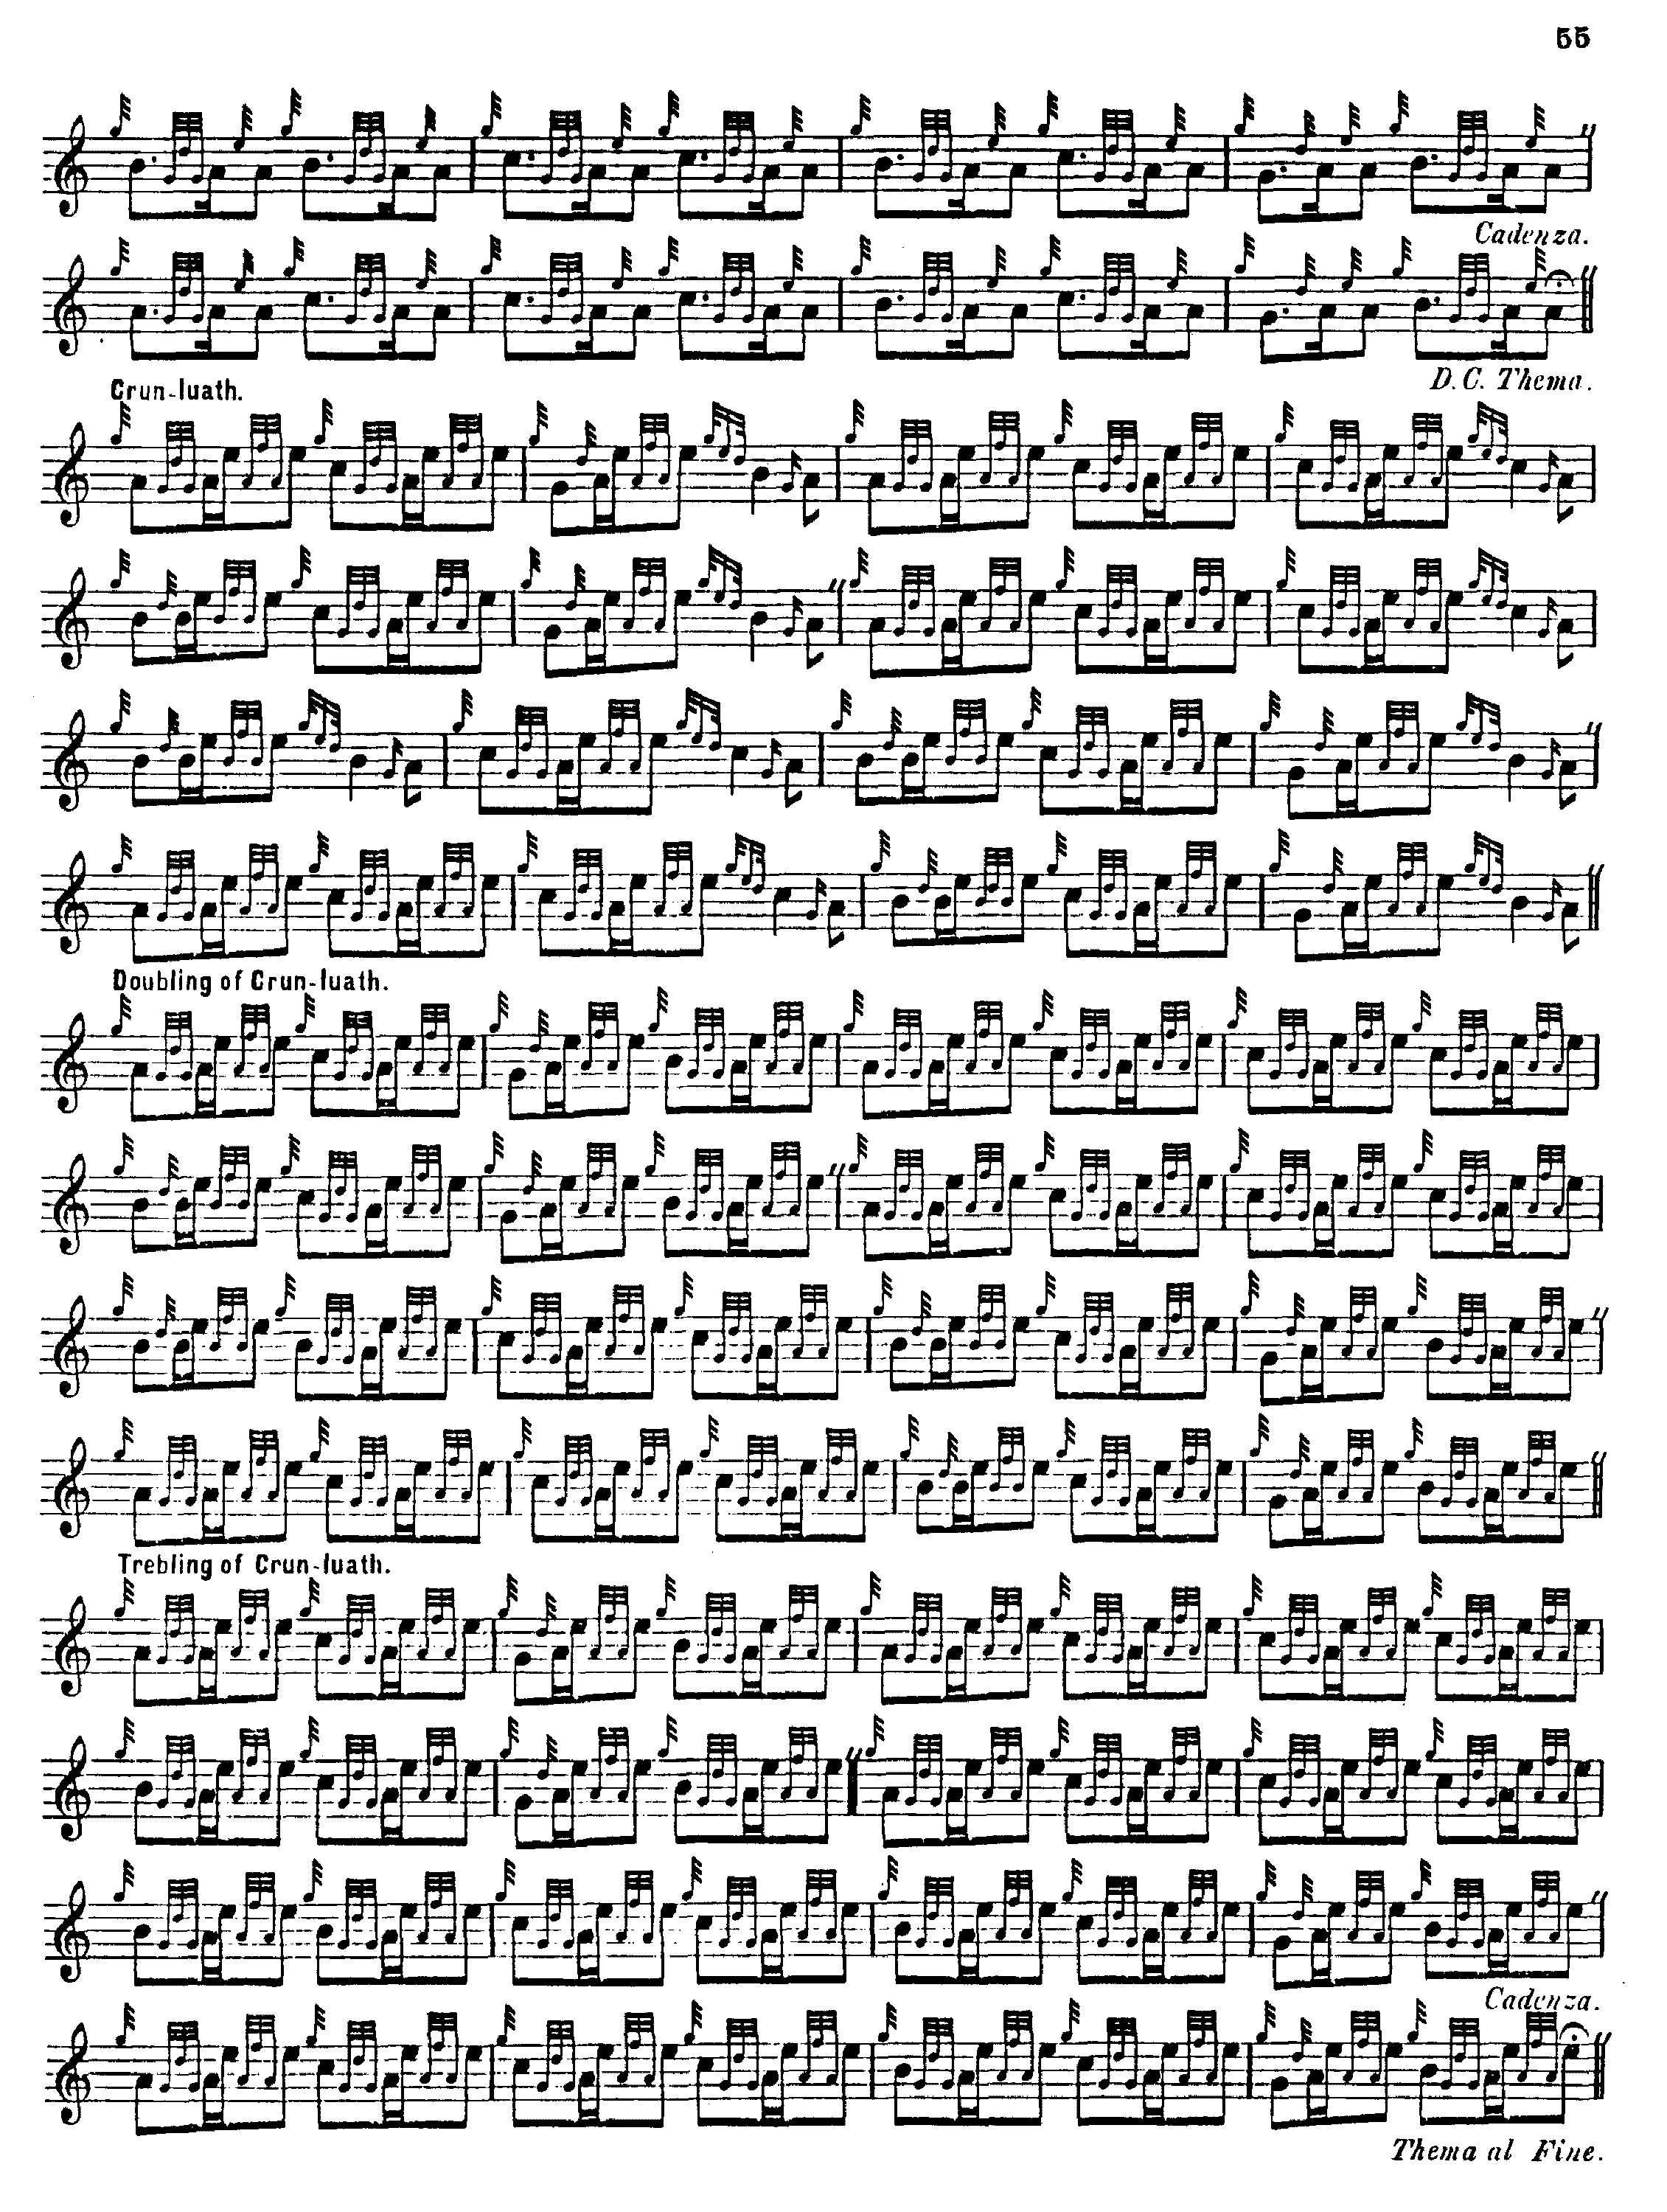 55
Cadenza.
D.C. Thema.
Crun-luath.
Doubling of Crun-luath.
Trebling of Crun-luath.
Cadenza.
Thema al Fine.